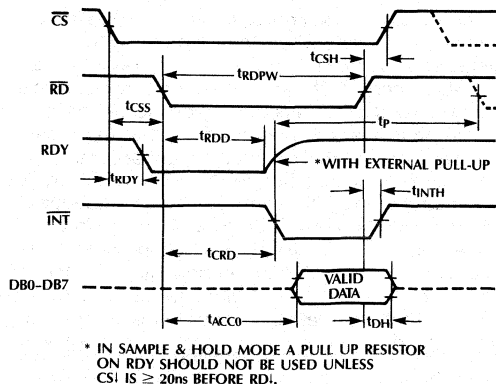 CS
tCSH
RD
tRDPW
tCSS
tRDD
tP
RDY
* WITH EXTERNAL PULL-UP
tRDY
tINTH
INT
tCRD
DB0-DB7
VALID
DATA
tACC0
tDH
* IN SAMPLE & HOLD MODE A PULL UP RESISTOR
ON RDY SHOULD NOT BE USED UNLESS
CS↓ IS ≥ 20ns BEFORE RD↓.